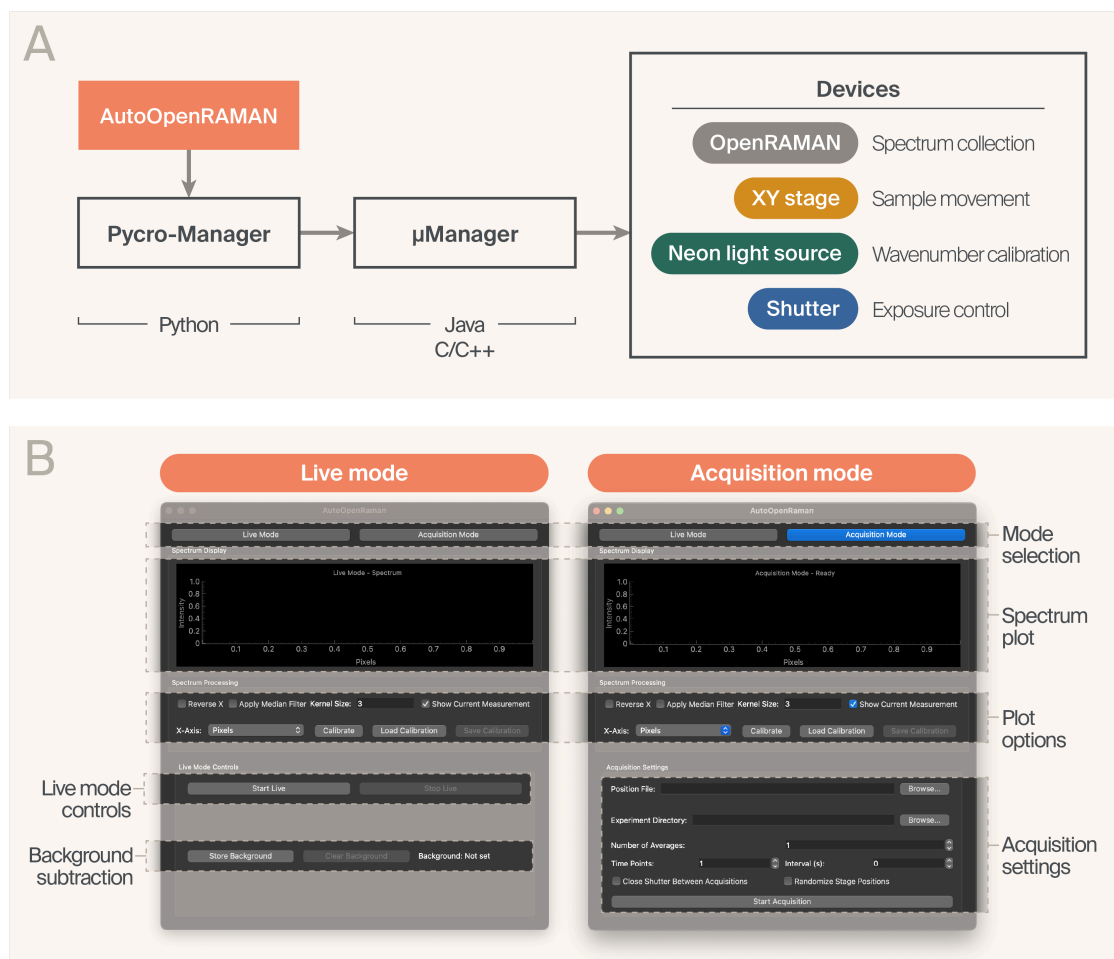 A
AutoOpenRAMAN
Pycro-Manager
µManager
Python
Java
C/C++
Devices
OpenRAMAN Spectrum collection
XY stage Sample movement
Neon light source Wavenumber calibration
Shutter Exposure control
B
Live mode
AutoOpenRaman
Live Mode Acquisition Mode
Spectrum Display
Live Mode - Spectrum
Intensity
1.0
0.8
0.6
0.4
0.2
0
0.1 0.2 0.3 0.4 0.5 0.6 0.7 0.8 0.9
Pixels
Spectrum Processing
Reverse X Apply Median Filter Kernel Size: 3 Show Current Measurement
X-Axis: Pixels Calibrate Load Calibration Save Calibration
Live Mode Controls
Start Live Stop Live
Store Background Clear Background Background: Not set
Live mode
controls
Background
subtraction
Acquisition mode
AutoOpenRaman
Live Mode Acquisition Mode
Spectrum Display
Acquisition Mode - Ready
Intensity
1.0
0.8
0.6
0.4
0.2
0
0.1 0.2 0.3 0.4 0.5 0.6 0.7 0.8 0.9
Pixels
Spectrum Processing
Reverse X Apply Median Filter Kernel Size: 3 Show Current Measurement
X-Axis: Pixels Calibrate Load Calibration Save Calibration
Acquisition Settings
Position File: Browse...
Experiment Directory: Browse...
Number of Averages: 1
Time Points: 1 Interval (s): 0
Close Shutter Between Acquisitions Randomize Stage Positions
Start Acquisition
Mode
selection
Spectrum
plot
Plot
options
Acquisition
settings